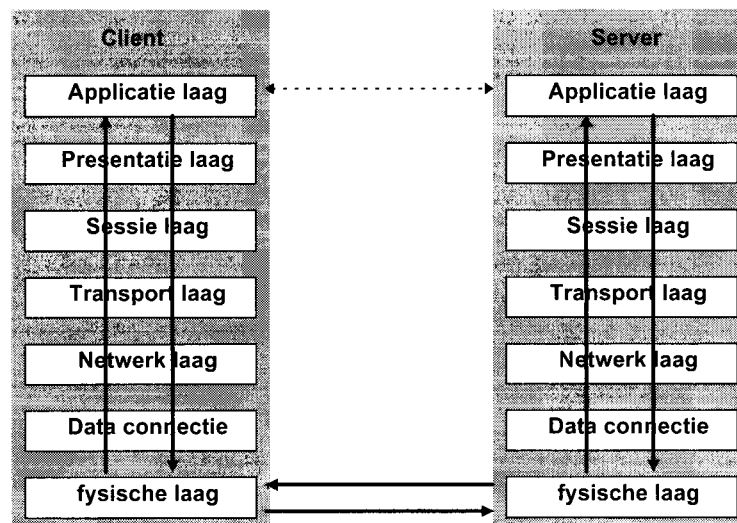 Client
Applicatie laag
Presentatie laag
Sessie laag
Transport laag
Netwerk laag
Data connectie
fysische laag
Server
Applicatie laag
Presentatie laag
Sessie laag
Transport laag
Netwerk laag
Data connectie
fysische laag